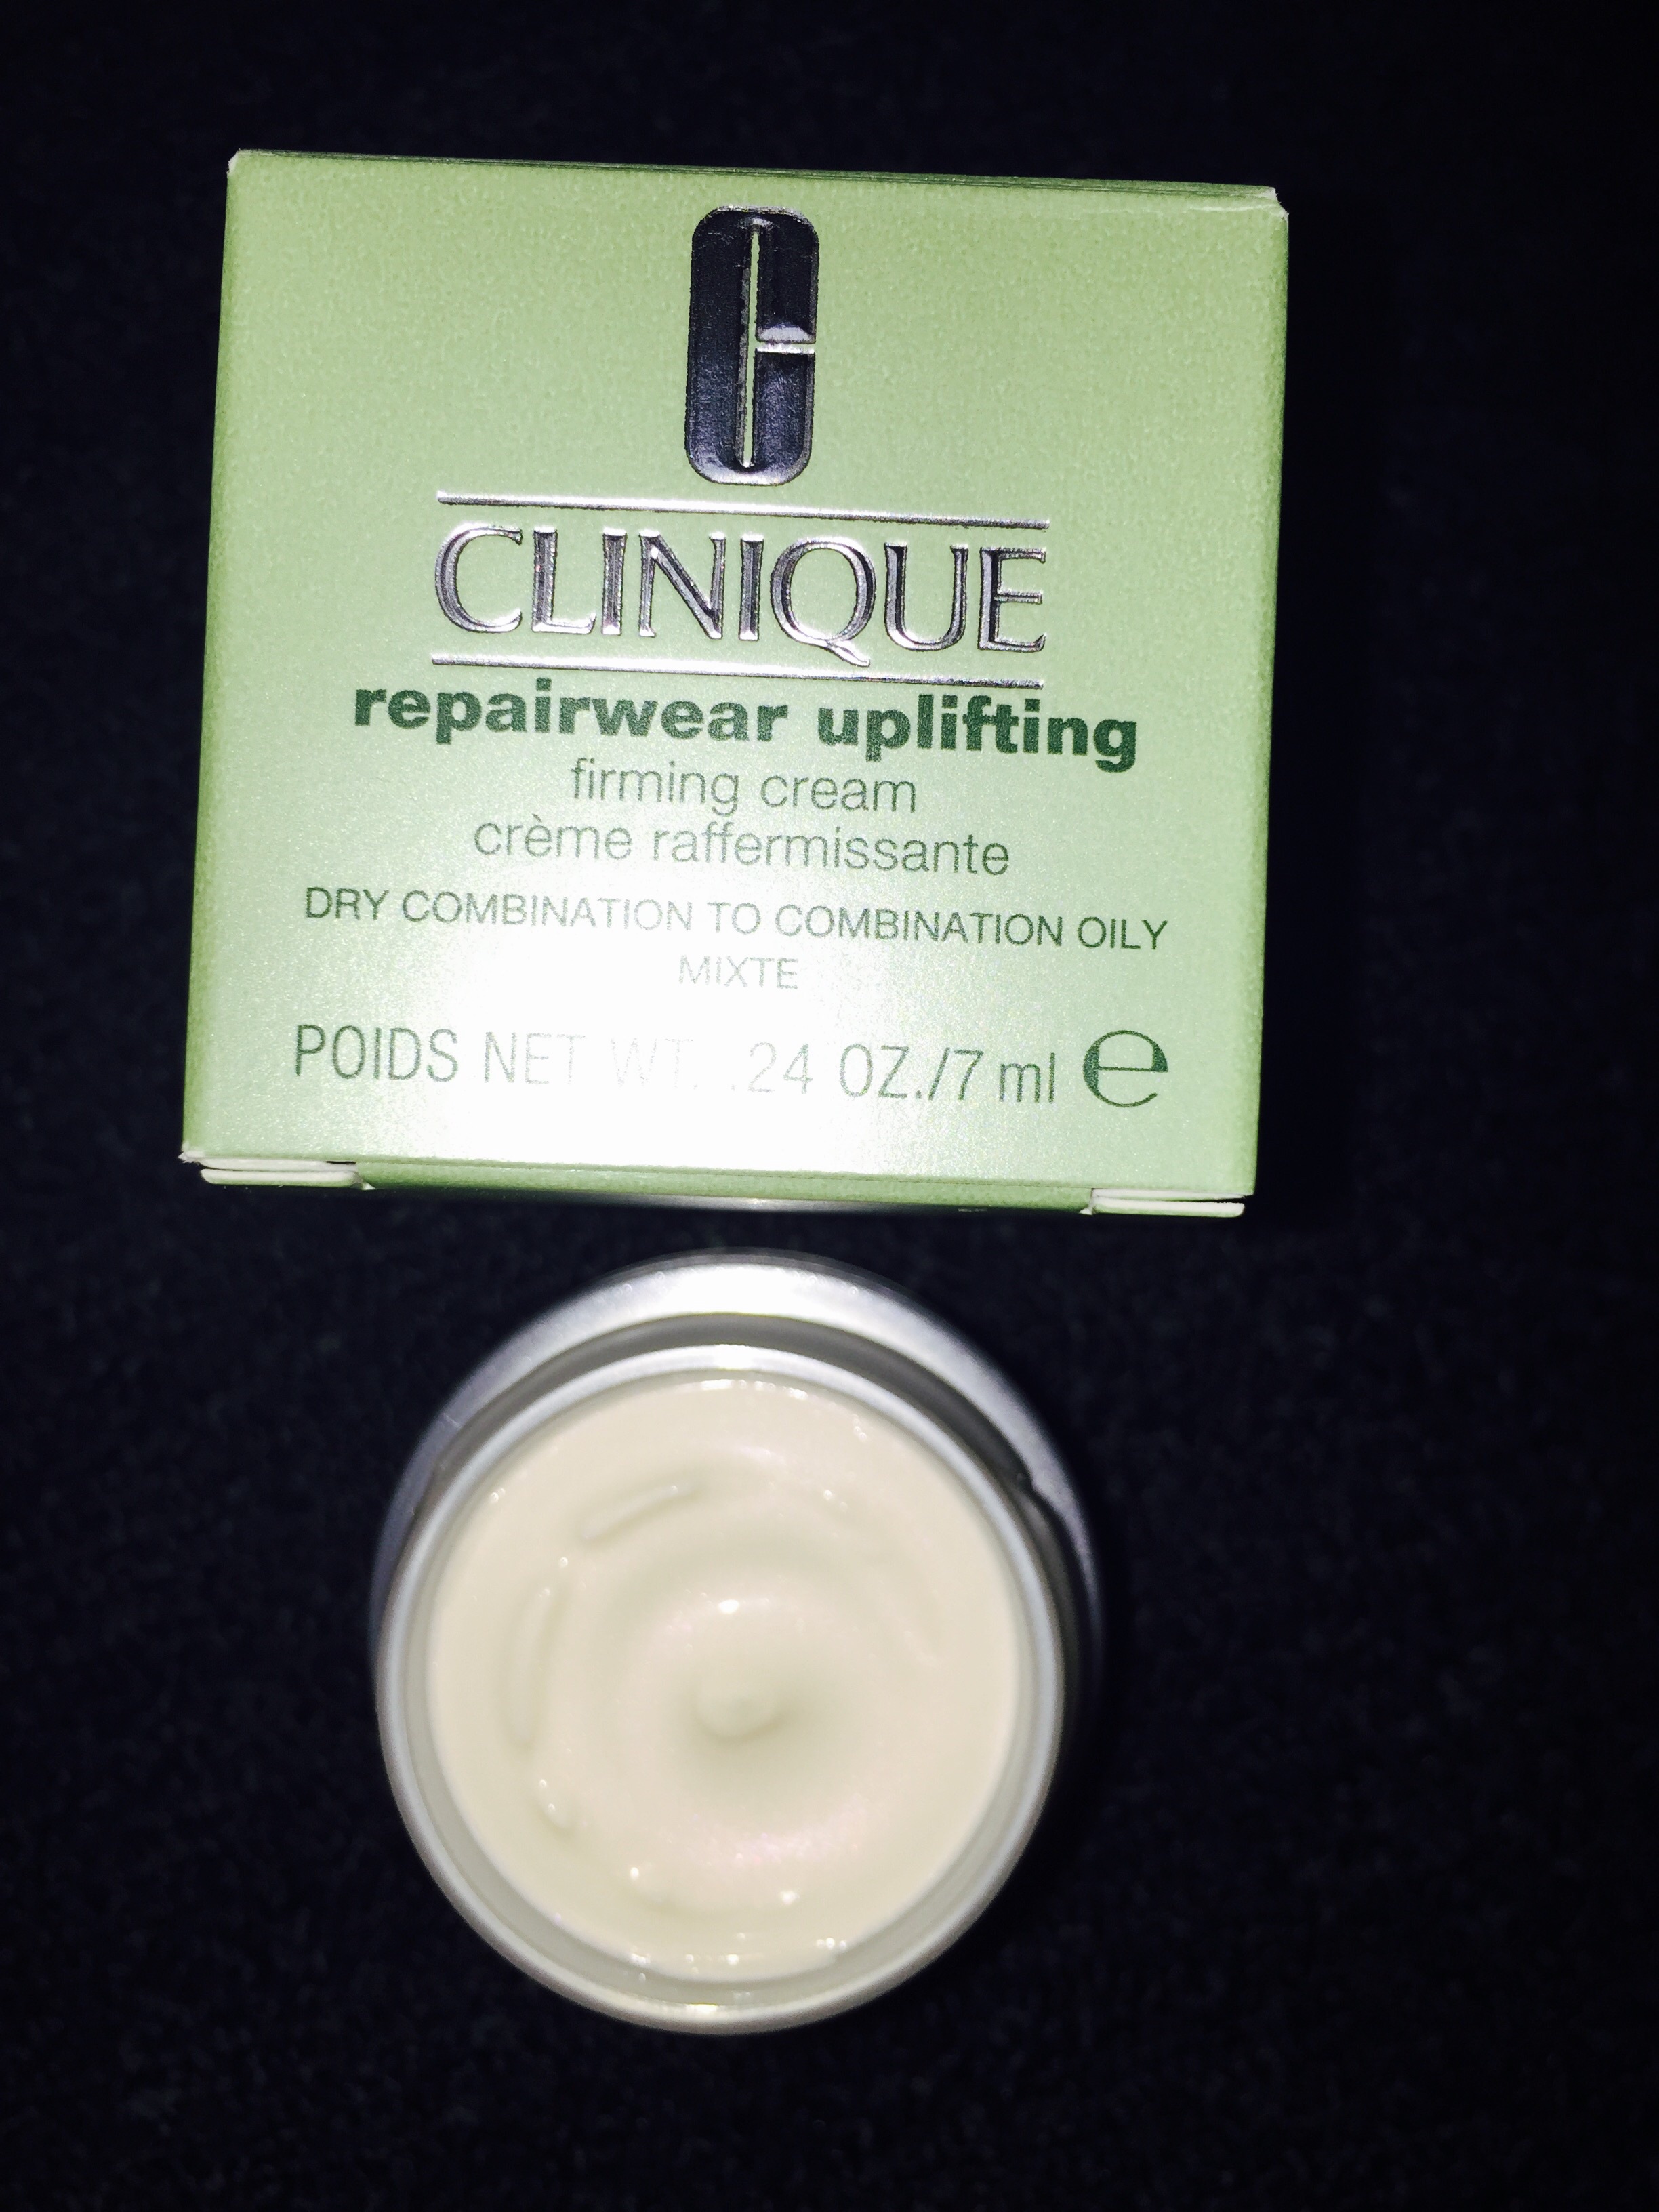 C
CLINIQUE
repairwear uplifting
firming cream
crème raffermissante
DRY COMBINATION TO COMBINATION OILY
MIXTE
POIDS NET WT. .24 OZ./7 ml ℮